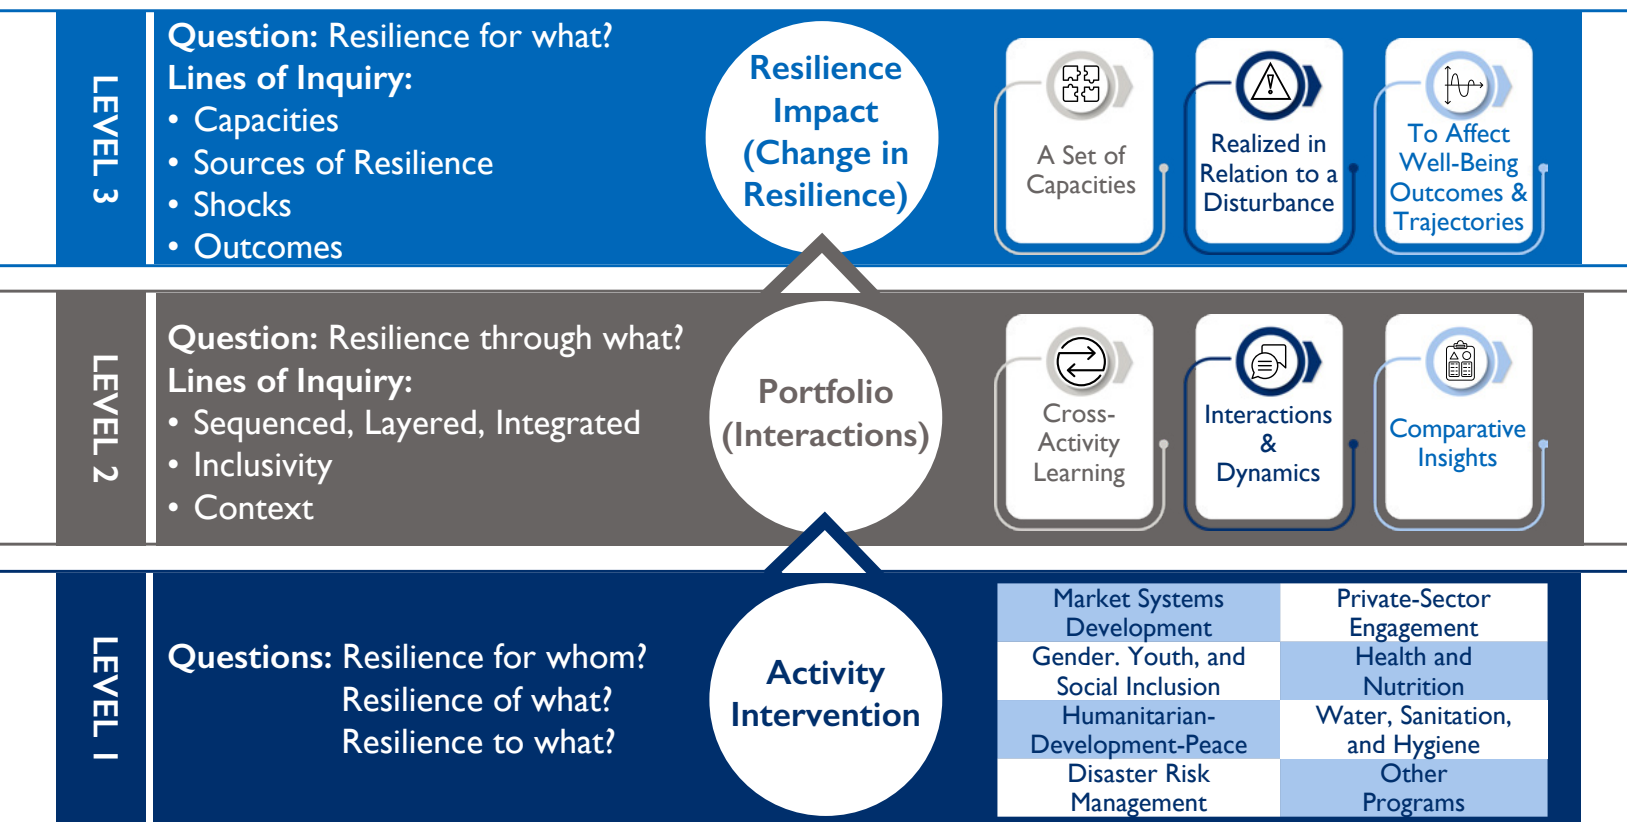 LEVEL 3
Question: Resilience for what?
Lines of Inquiry:
• Capacities
• Sources of Resilience
• Shocks
• Outcomes
Resilience
Impact
(Change in
Resilience)
A Set of
Capacities
Realized in
Relation to a
Disturbance
To Affect
Well-Being
Outcomes &
Trajectories
LEVEL 2
Question: Resilience through what?
Lines of Inquiry:
• Sequenced, Layered, Integrated
• Inclusivity
• Context
Portfolio
(Interactions)
Cross-
Activity
Learning
Interactions
&
Dynamics
Comparative
Insights
LEVEL 1
Questions: Resilience for whom?
Resilience of what?
Resilience to what?
Activity
Intervention
Market Systems
Development
Private-Sector
Engagement
Gender. Youth, and
Social Inclusion
Health and
Nutrition
Humanitarian-
Development-Peace
Water, Sanitation,
and Hygiene
Disaster Risk
Management
Other
Programs